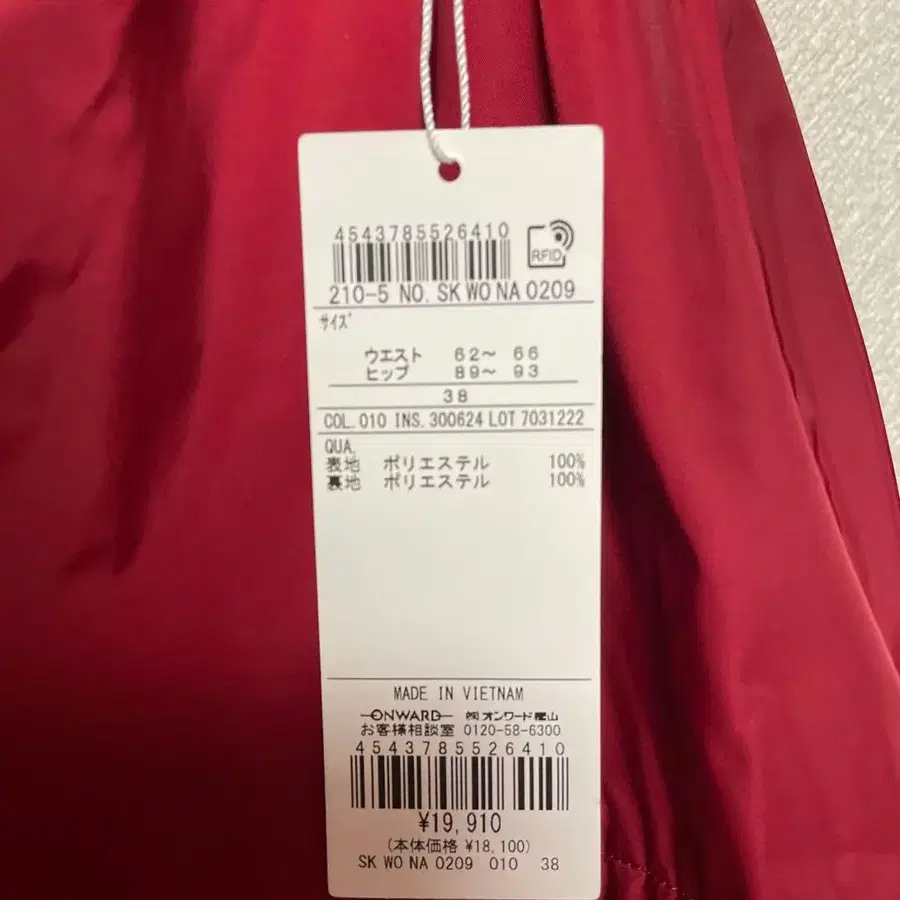 4543785526410
RFID
210-5 NO. SK WO NA 0209
サイズ
ウエスト 62～ 66
ヒップ 89～ 93
38
COL. 010 INS. 300624 LOT 7031222
QUA.
表地 ポリエステル 100%
裏地 ポリエステル 100%
MADE IN VIETNAM
ONWARD ㈱オンワード樫山
お客様相談室 0120-58-6300
4543785526410
¥19,910
(本体価格 ¥18,100)
SK WO NA 0209 010 38